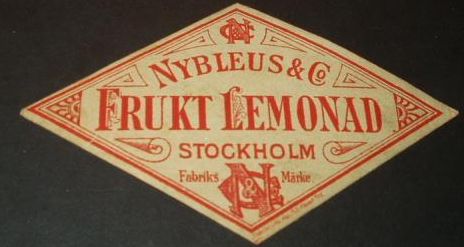 NYBLEUS & Co
FRUKT LEMONAD
STOCKHOLM
Fabriks Märke
N&C